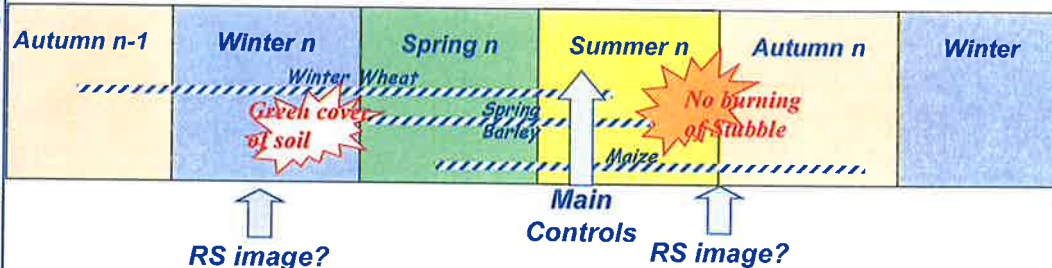 Autumn n-1
Winter n
Spring n
Summer n
Autumn n
Winter
Winter Wheat
Green cover
of soil
Spring
Barley
No burning
of Stubble
Maize
Main
Controls
RS image?
RS image?